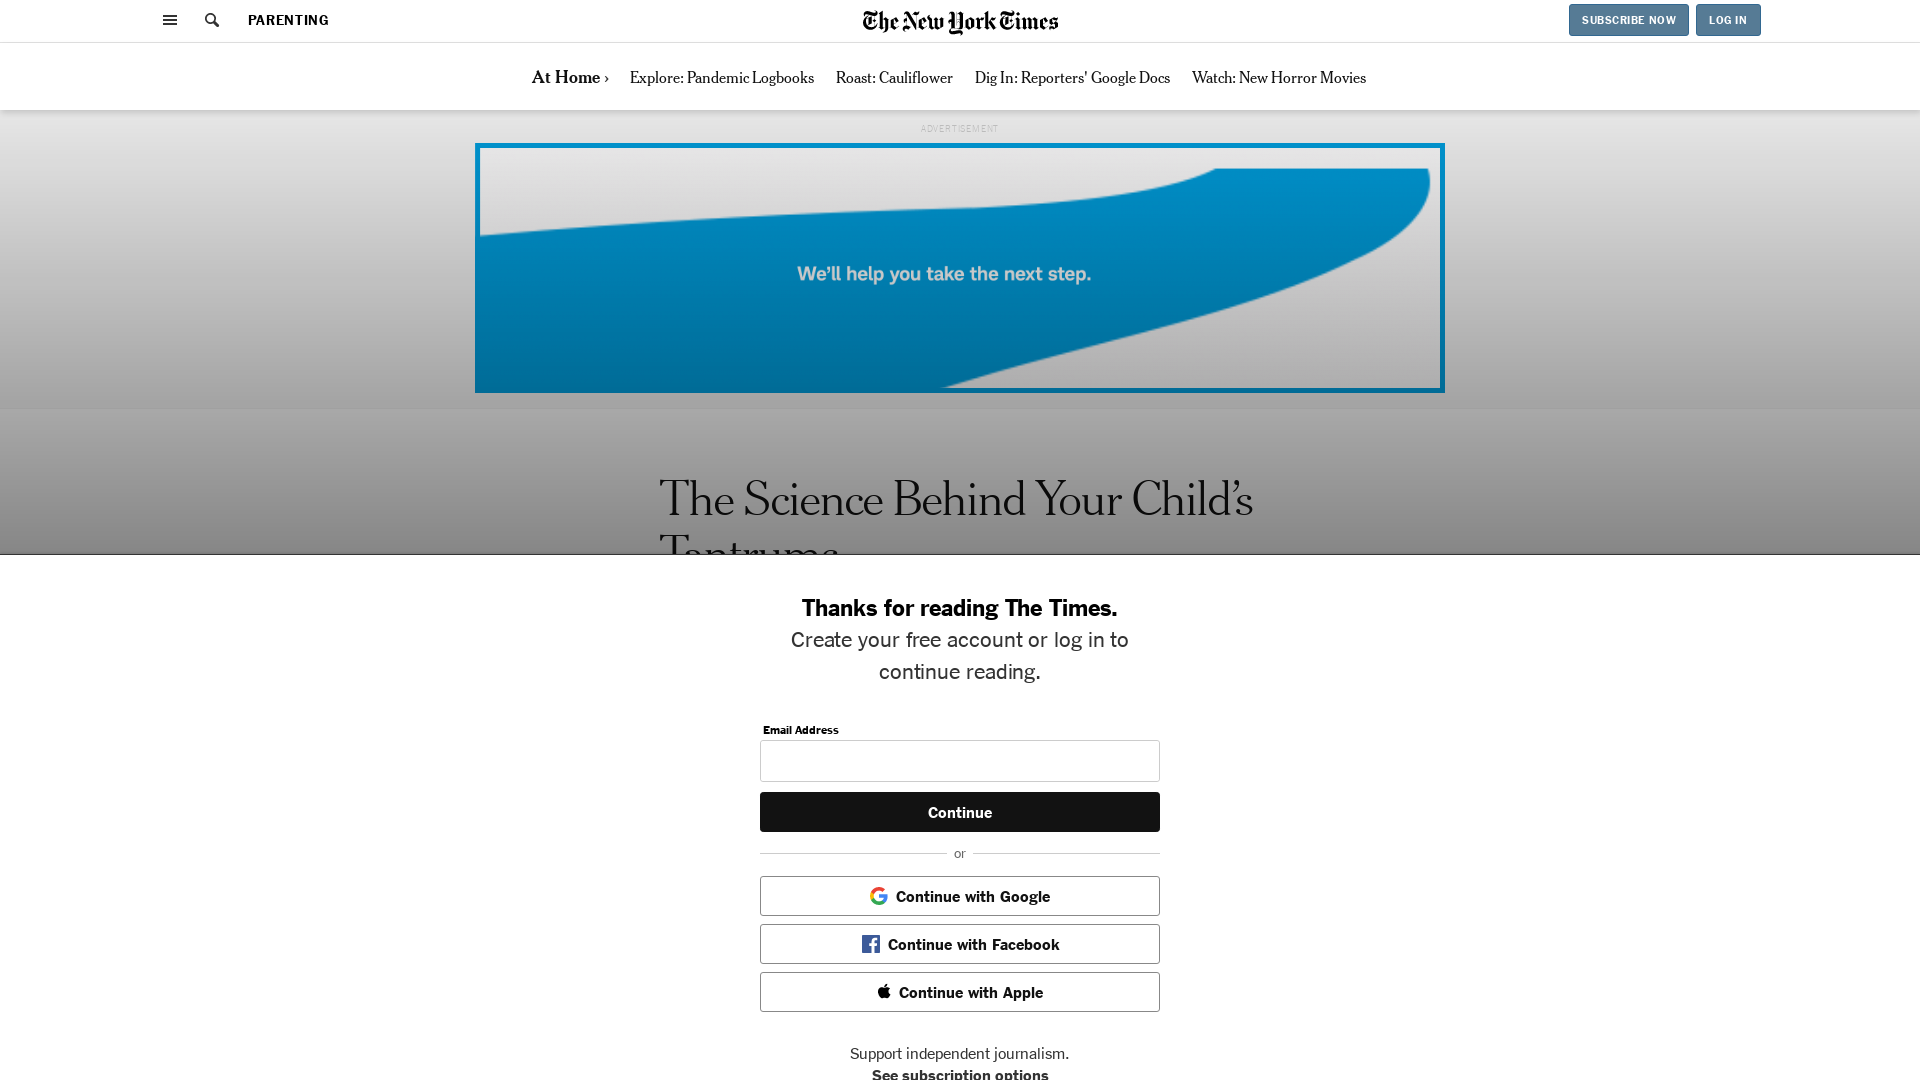 PARENTING
The New York Times
SUBSCRIBE NOW
LOG IN
At Home ›
Explore: Pandemic Logbooks
Roast: Cauliflower
Dig In: Reporters' Google Docs
Watch: New Horror Movies
ADVERTISEMENT
We'll help you take the next step.
The Science Behind Your Child's
Tantrums
Thanks for reading The Times.
Create your free account or log in to
continue reading.
Email Address
Continue
or
Continue with Google
Continue with Facebook
Continue with Apple
Support independent journalism.
See subscription options